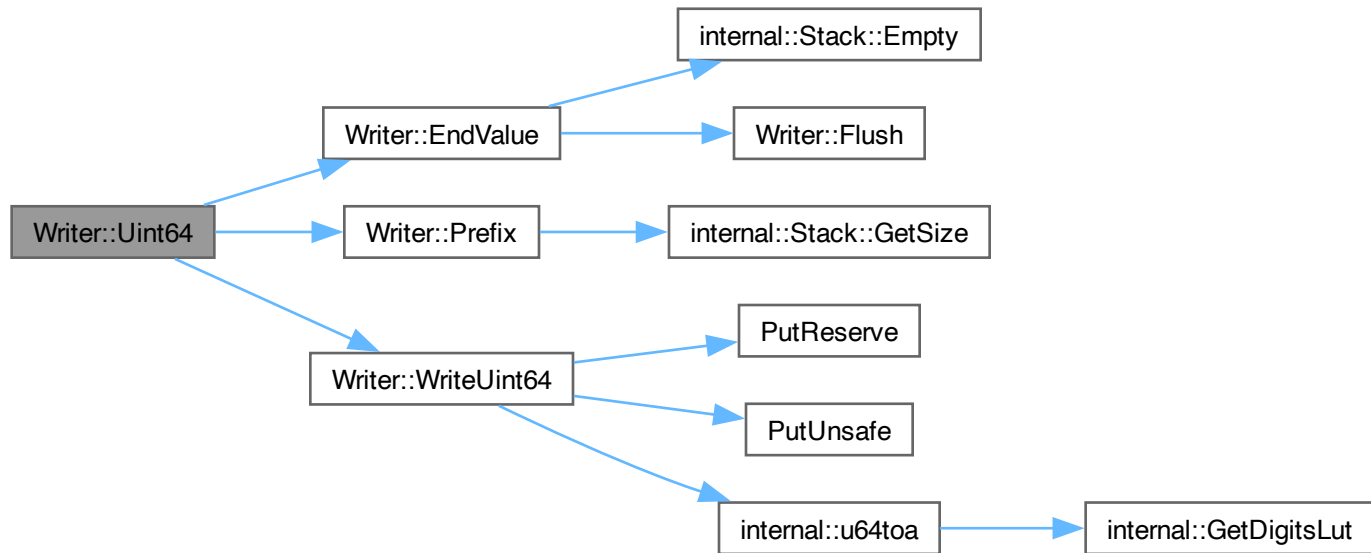 internal::Stack::Empty
Writer::EndValue
Writer::Flush
Writer::Uint64
Writer::Prefix
internal::Stack::GetSize
PutReserve
Writer::WriteUint64
PutUnsafe
internal::u64toa
internal::GetDigitsLut